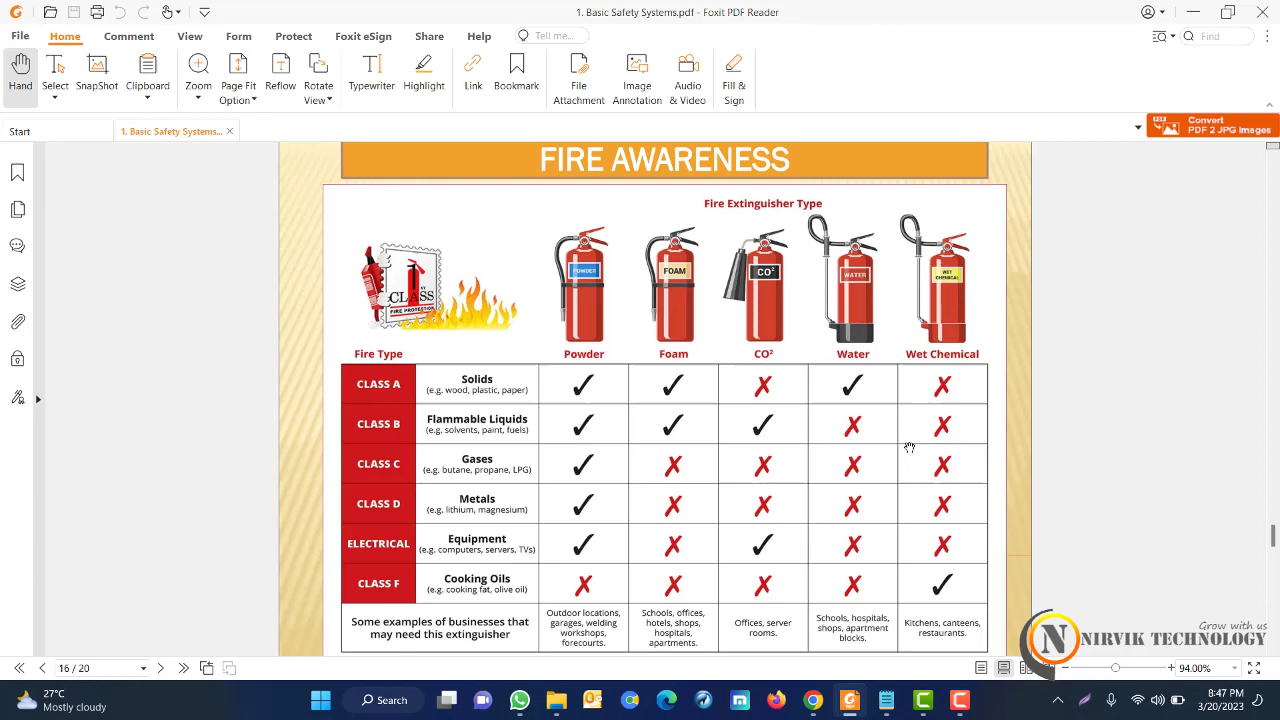 1. Basic Safety Systems.pdf - Foxit PDF Reader
File Home Comment View Form Protect Foxit eSign Share Help Tell me... Find
Hand Select SnapShot Clipboard Zoom Page Fit Option Reflow Rotate View Typewriter Highlight Link Bookmark File Attachment Image Annotation Audio & Video Fill & Sign
Start 1. Basic Safety Systems...
Convert
PDF 2 JPG Images
FIRE AWARENESS
Fire Extinguisher Type
POWDER FOAM CO² WATER WET CHEMICAL
CLASS
FIRE PROTECTION
Fire Type Powder Foam CO² Water Wet Chemical
CLASS A Solids ✓ ✓ ✗ ✓ ✗
(e.g. wood, plastic, paper)
CLASS B Flammable Liquids ✓ ✓ ✓ ✗ ✗
(e.g. solvents, paint, fuels)
CLASS C Gases ✓ ✗ ✗ ✗ ✗
(e.g. butane, propane, LPG)
CLASS D Metals ✓ ✗ ✗ ✗ ✗
(e.g. lithium, magnesium)
ELECTRICAL Equipment ✓ ✗ ✓ ✗ ✗
(e.g. computers, servers, TVs)
CLASS F Cooking Oils ✗ ✗ ✗ ✗ ✓
(e.g. cooking fat, olive oil)
Some examples of businesses that
may need this extinguisher
Outdoor locations,
garages, welding
workshops,
forecourts.
Schools, offices,
hotels, shops,
hospitals,
apartments.
Offices, server
rooms.
Schools, hospitals,
shops, apartment
blocks.
Kitchens, canteens,
restaurants.
Grow with us
N NIRVIK TECHNOLOGY
16 / 20
94.00%
27°C
Mostly cloudy
Search
8:47 PM
3/20/2023